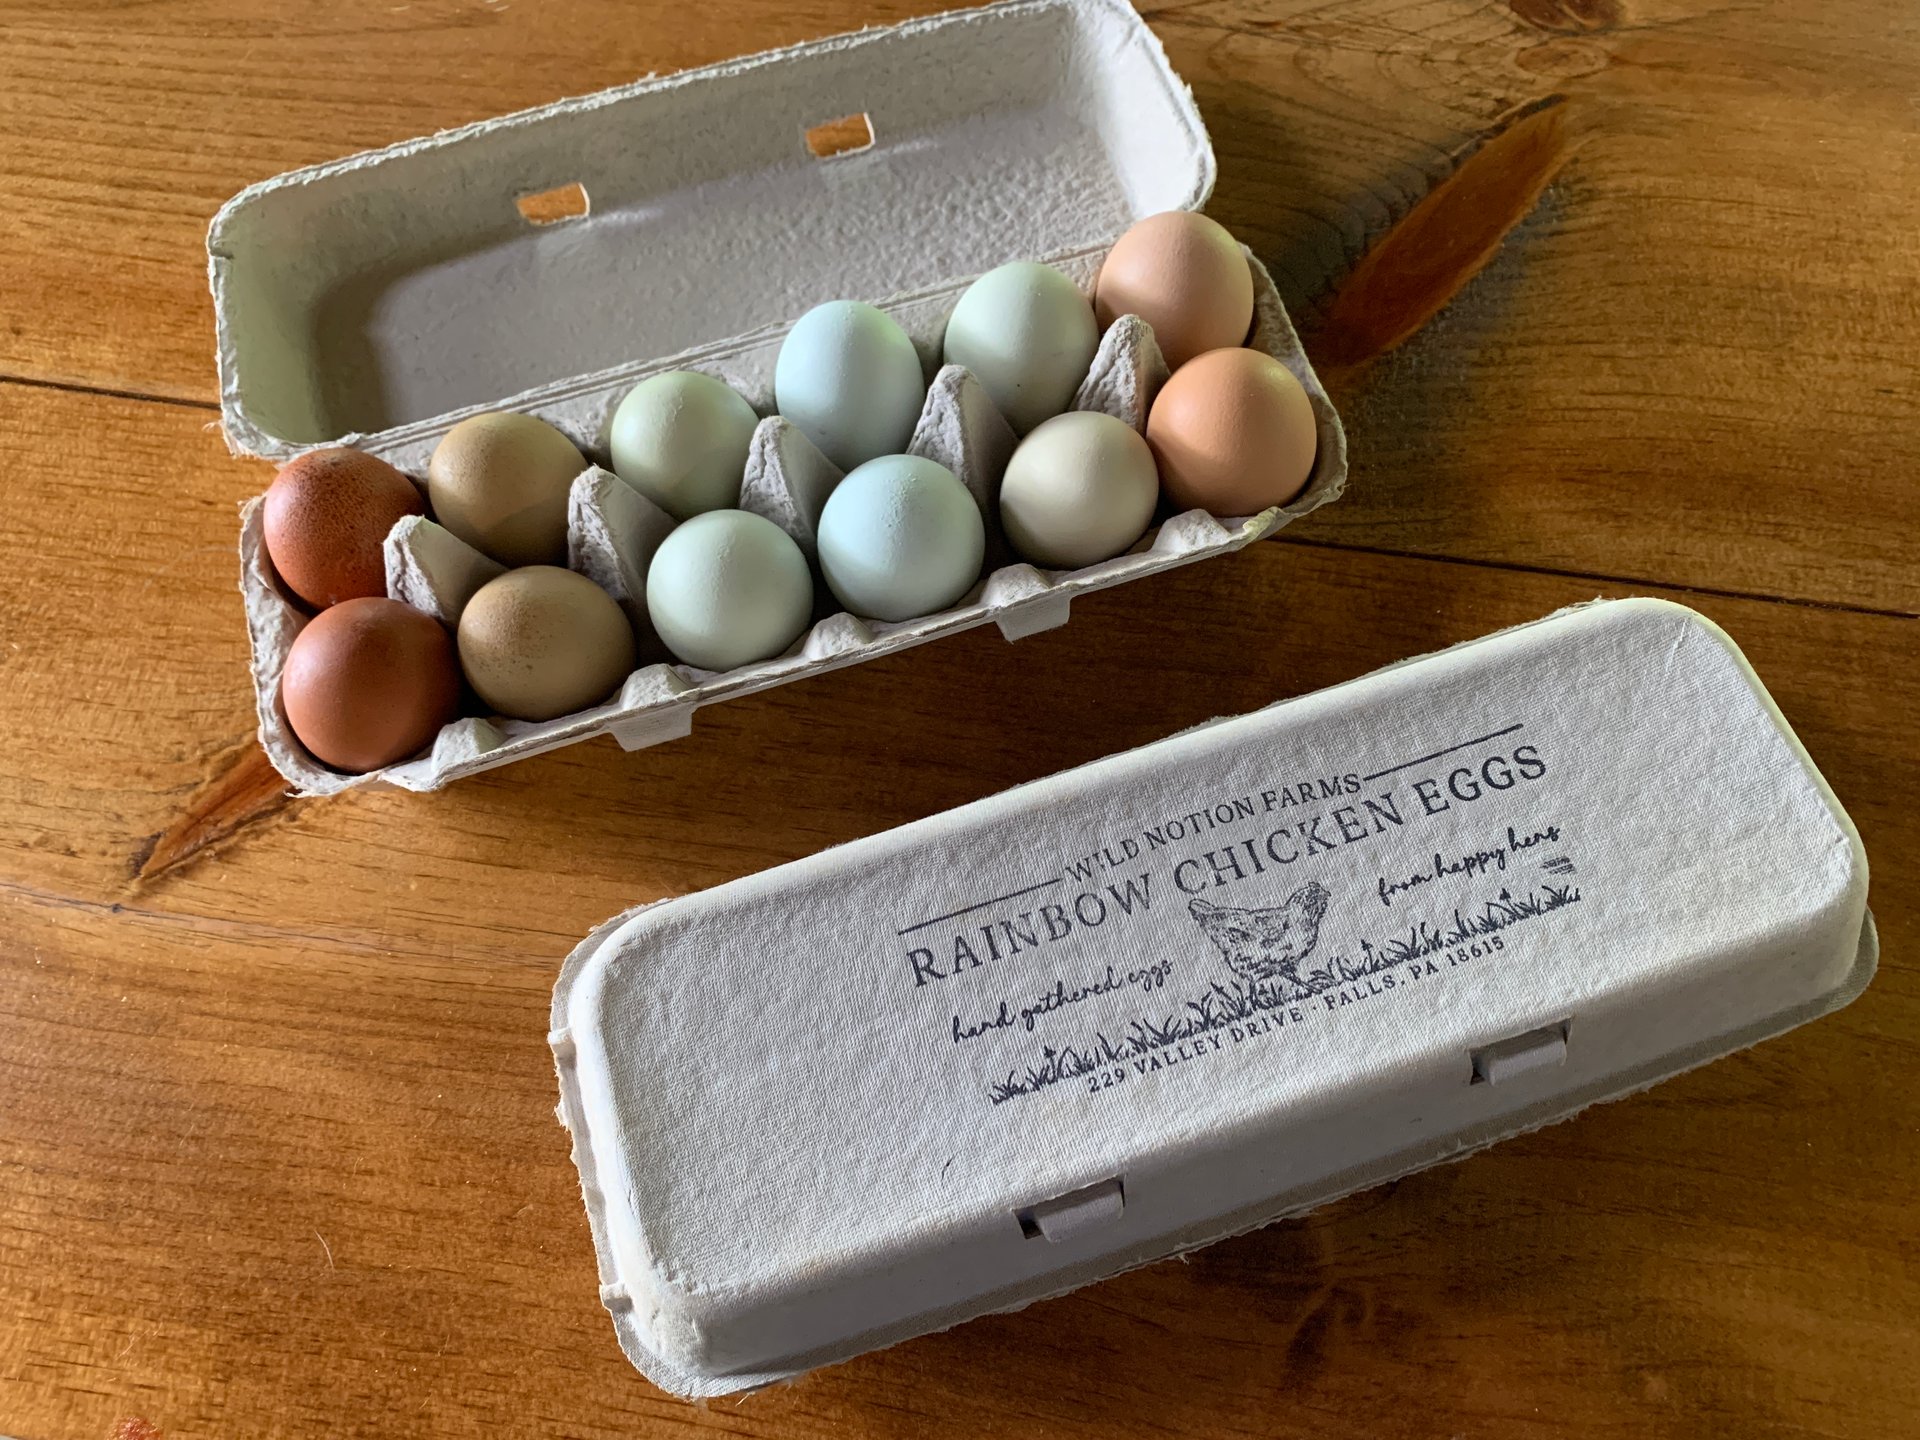 WILD NOTION FARMS
RAINBOW CHICKEN EGGS
hand gathered eggs
from happy hens
229 VALLEY DRIVE · FALLS, PA 18615